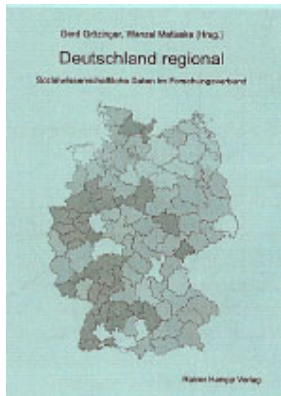 Gerd Grözinger, Wenzel Matiaske (Hrsg.)
Deutschland regional
Sozialwissenschaftliche Daten im Forschungsverbund
Rainer Hampp Verlag